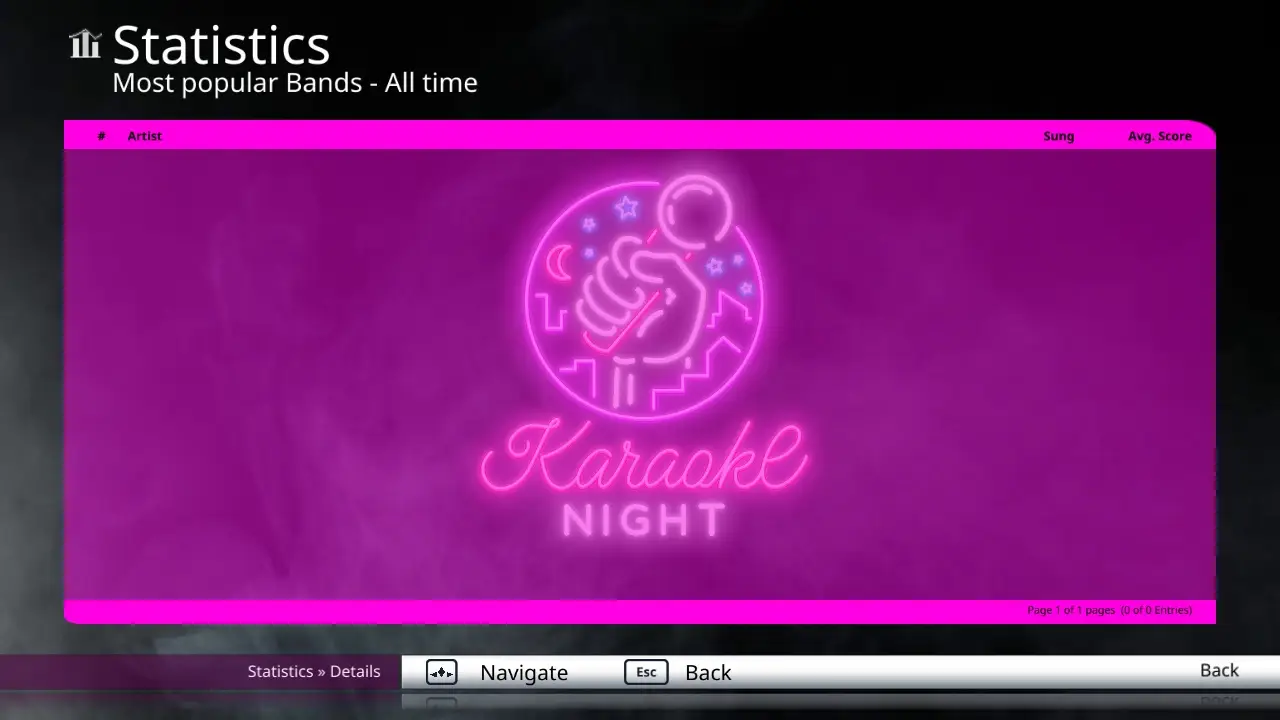 Statistics
Most popular Bands - All time
# Artist Sung Avg. Score
Karaoke
NIGHT
Page 1 of 1 pages (0 of 0 Entries)
Statistics » Details Navigate Esc Back Back